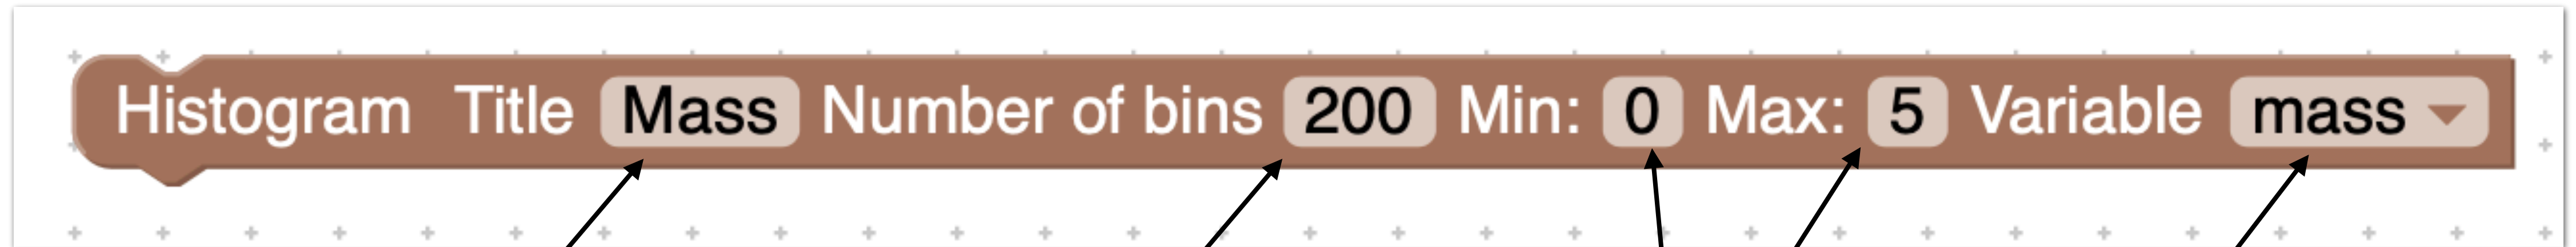 Histogram Title Mass Number of bins 200 Min: 0 Max: 5 Variable mass